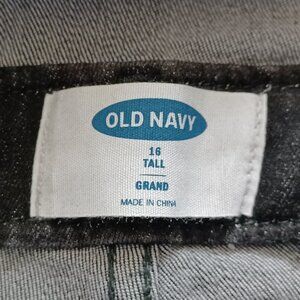 OLD NAVY
16
TALL
GRAND
MADE IN CHINA